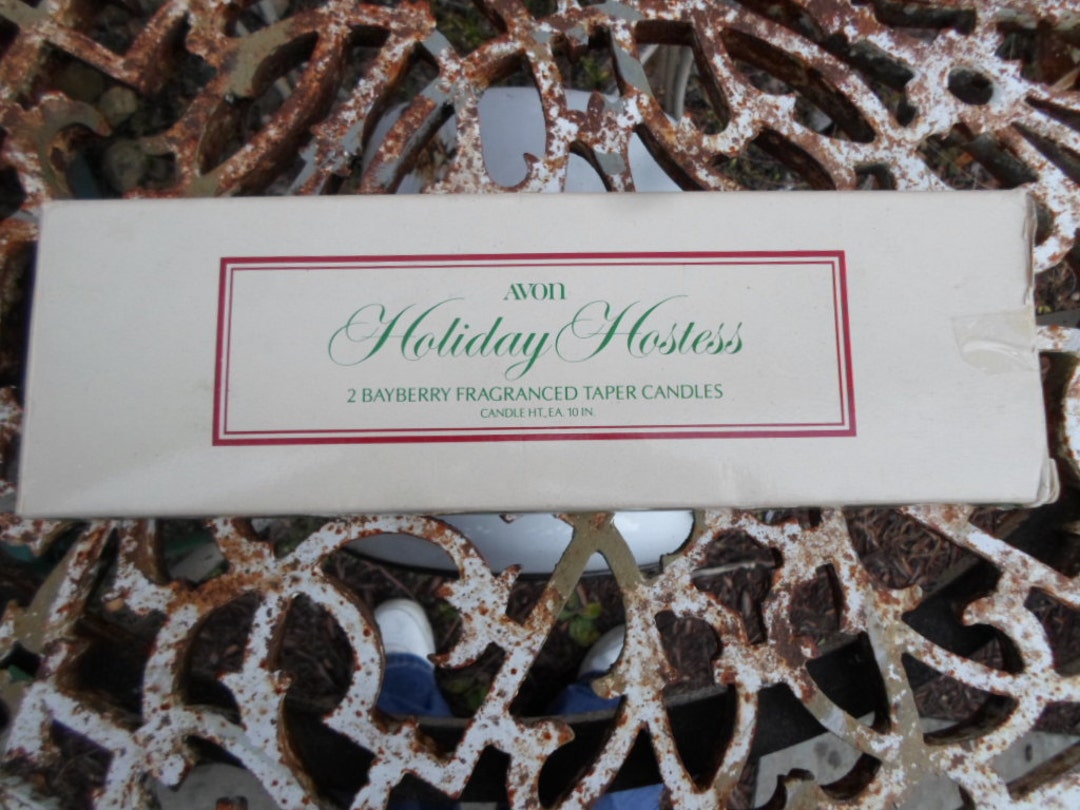 AVON
Holiday Hostess
2 BAYBERRY FRAGRANCED TAPER CANDLES
CANDLE HT., EA. 10 IN.